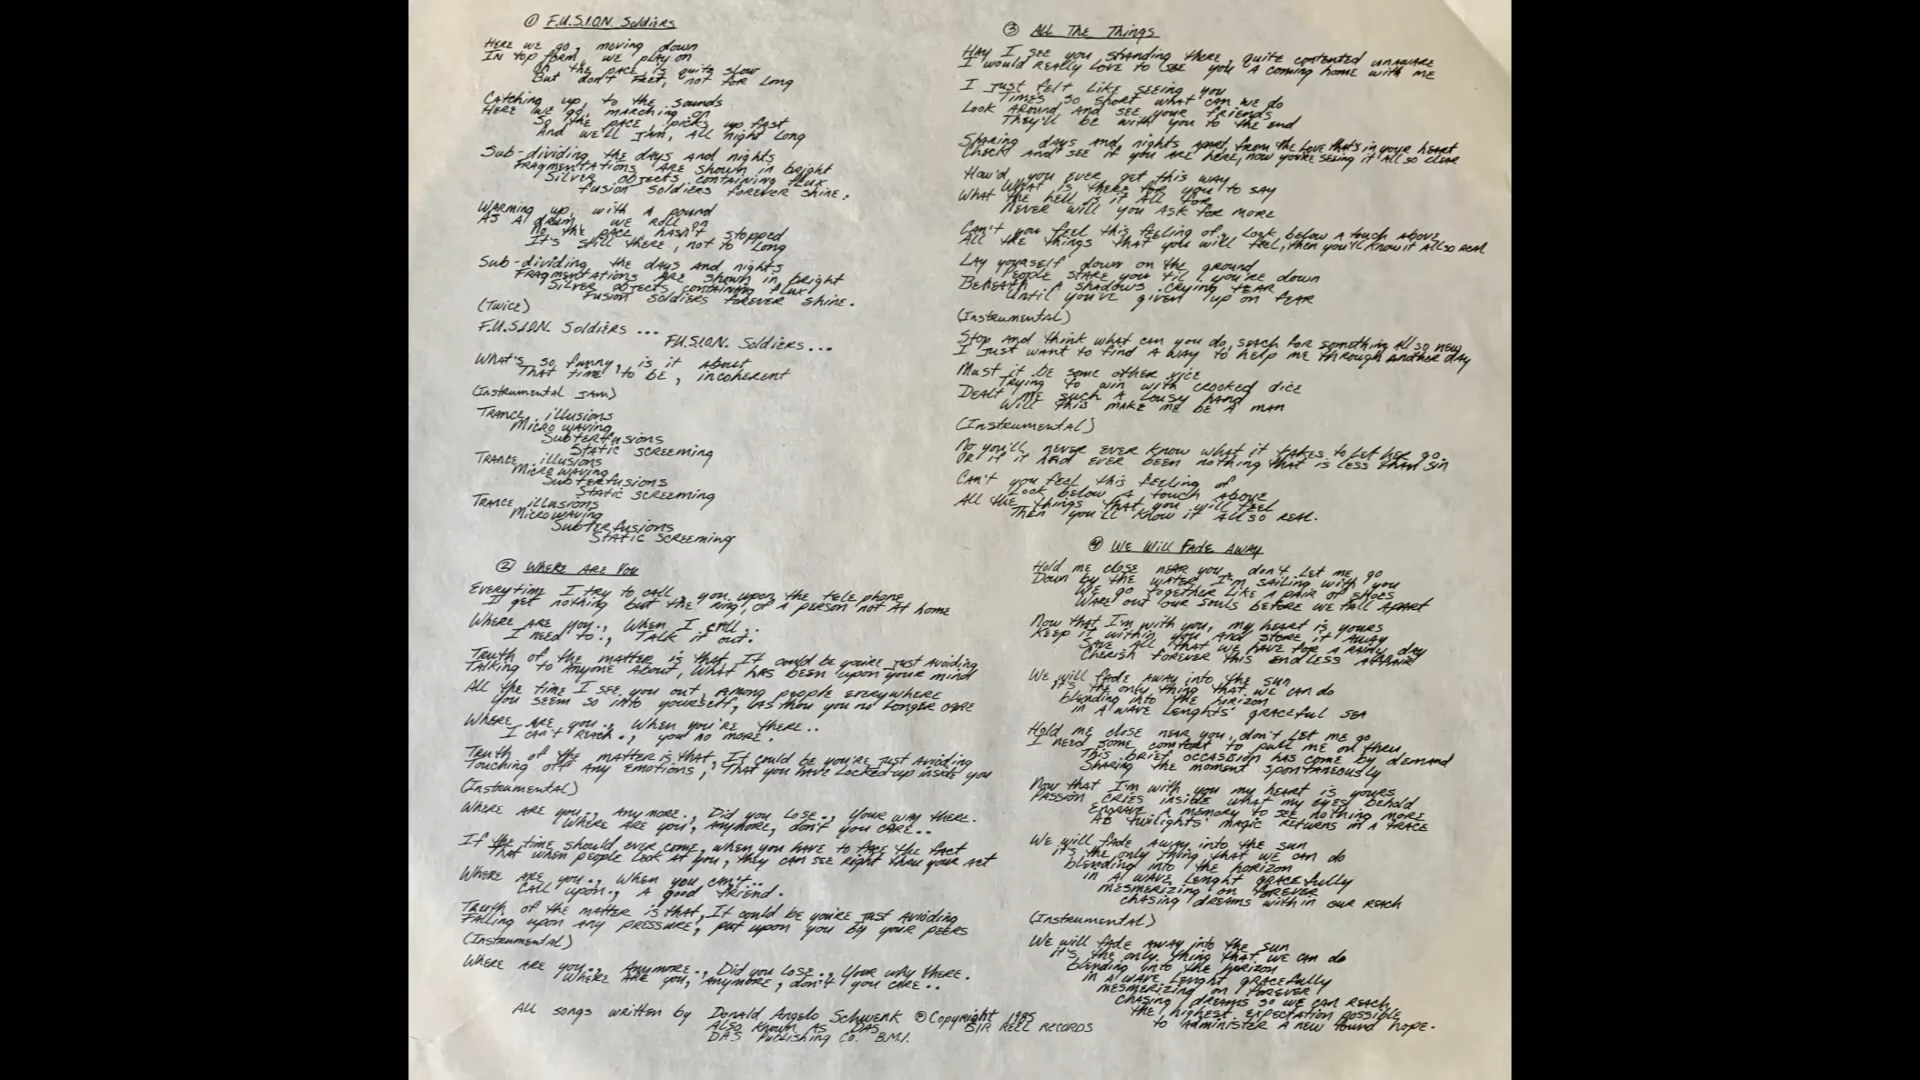 ① F.U.S.I.O.N. Soldiers
Here we go, moving down
In top form, we play on
Oh the pace is quite slow
But don't fret, not for long
Catching up, to the sounds
Here we go, marching on
So the pace, picks up fast
And we'll jam, all night long
Sub-dividing the days and nights
Fragmentations are shown in bright
Silver objects containing flux
Fusion soldiers forever shine.
Warming up, with a pound
As a drum, we roll on
No the pace hasn't stopped
It's still there, not to long
Sub-dividing the days and nights
Fragmentations are shown in bright
Silver objects containing flux
Fusion soldiers forever shine.
(Twice)
F.U.S.I.O.N. Soldiers ...
F.U.S.I.O.N. Soldiers...
What's so funny, is it about
That time to be, incoherent
(Instrumental jam)
Trance illusions
Micro waving
Subterfusions
Static screeming
Trance illusions
Micro waving
Subterfusions
Static screeming
Trance illusions
Micro waving
Subterfusions
Static screeming
② Where Are You
Everytime I try to call, you upon the tele phone
I get nothing but the ring, of a person not at home
Where are you., When I call..
I need to., Talk it out.
Truth of the matter is that, It could be you're just avoiding
Talking to anyone about, what has been upon your mind
All the time I see you out, among people everywhere
You seem so into yourself, as thou you no longer care
Where are you., When you're there..
I can't reach., you no more.
Truth of the matter is that, It could be you're just avioding
Touching off any emotions, That you have locked-up inside you
(Instrumental)
Where are you., Anymore., Did you lose., Your way there.
Where are you, anymore, don't you care..
If the time should ever come, when you have to face the fact
That when people look at you, they can see right thou your act
Where are you., When you can't...
Call upon., A good friend.
Truth of the matter is that, It could be you're just avioding
Falling upon any pressure, put upon you by your peers
(Instrumental)
Where are you., Anymore., Did you lose., Your way there.
Where are you, anymore, don't you care..
③ All The Things
Hay I see you standing there, quite contented unaware
I would really love to see you a coming home with me
I just felt like seeing you
Times so short what can we do
Look around and see your friends
They'll be with you to the end
Sharing days and nights apart, from the love that's in your heart
Check and see if you are here, now you're seeing it all so clear
How'd you ever get this way
What is there for you to say
What the hell is it all for
Never will you ask for more
Can't you feel this feeling of, look below a touch above
All the things that you will feel, then you'll know it all so real
Lay yourself down on the ground
People stare you til you're down
Beneath a shadows crying tear
Until you've given up on fear
(Instrumental)
Stop and think what can you do, seach for something all so new
I just want to find a way to help me through another day
Must it be some other vice
Trying to win with crooked dice
Dealt me such a lousy hand
Will this make me be a man
(Instrumental)
No you'll never ever know what it takes to let her go
Or if it had ever been nothing that is less than sin
Can't you feel this feeling of
Look below a touch above
All the things that you will feel
Then you'll know it all so real.
④ We Will Fade Away
Hold me close near you, don't let me go
Down by the water I'm sailing with you
We go together like a pair of shoes
Ware out our souls before we fall apart
Now that I'm with you, my heart is yours
Keep it within you and store it away
Save all that we have for a rainy day
Cherish forever this endless affair
We will fade away into the sun
it's the only thing that we can do
blending into the horizon
in a wave lenghts' graceful sea
Hold me close near you, don't let me go
I need some comfort to pull me on thru
This brief occassion has come by demand
Sharing the moment spontaneously
Now that I'm with you my heart is yours
Passion cries inside what my eyes behold
Engrave a memory to see nothing more
As twilights' magic returns in a trace
We will fade away into the sun
it's the only thing that we can do
blending into the horizon
in a wave lenght gracefully
mesmerizing on forever
chasing dreams within our reach
(Instrumental)
We will fade away into the sun
it's the only thing that we can do
blending into the horizon
in a wave lenght gracefully
mesmerizing on forever
chasing dreams so we can reach
the highest expectation possible
to administer a new found hope.
All songs written by Donald Angelo Schwenk © Copyright 1985
Also known as DAS SIR REEL RECORDS
DAS Publishing Co. B.M.I.